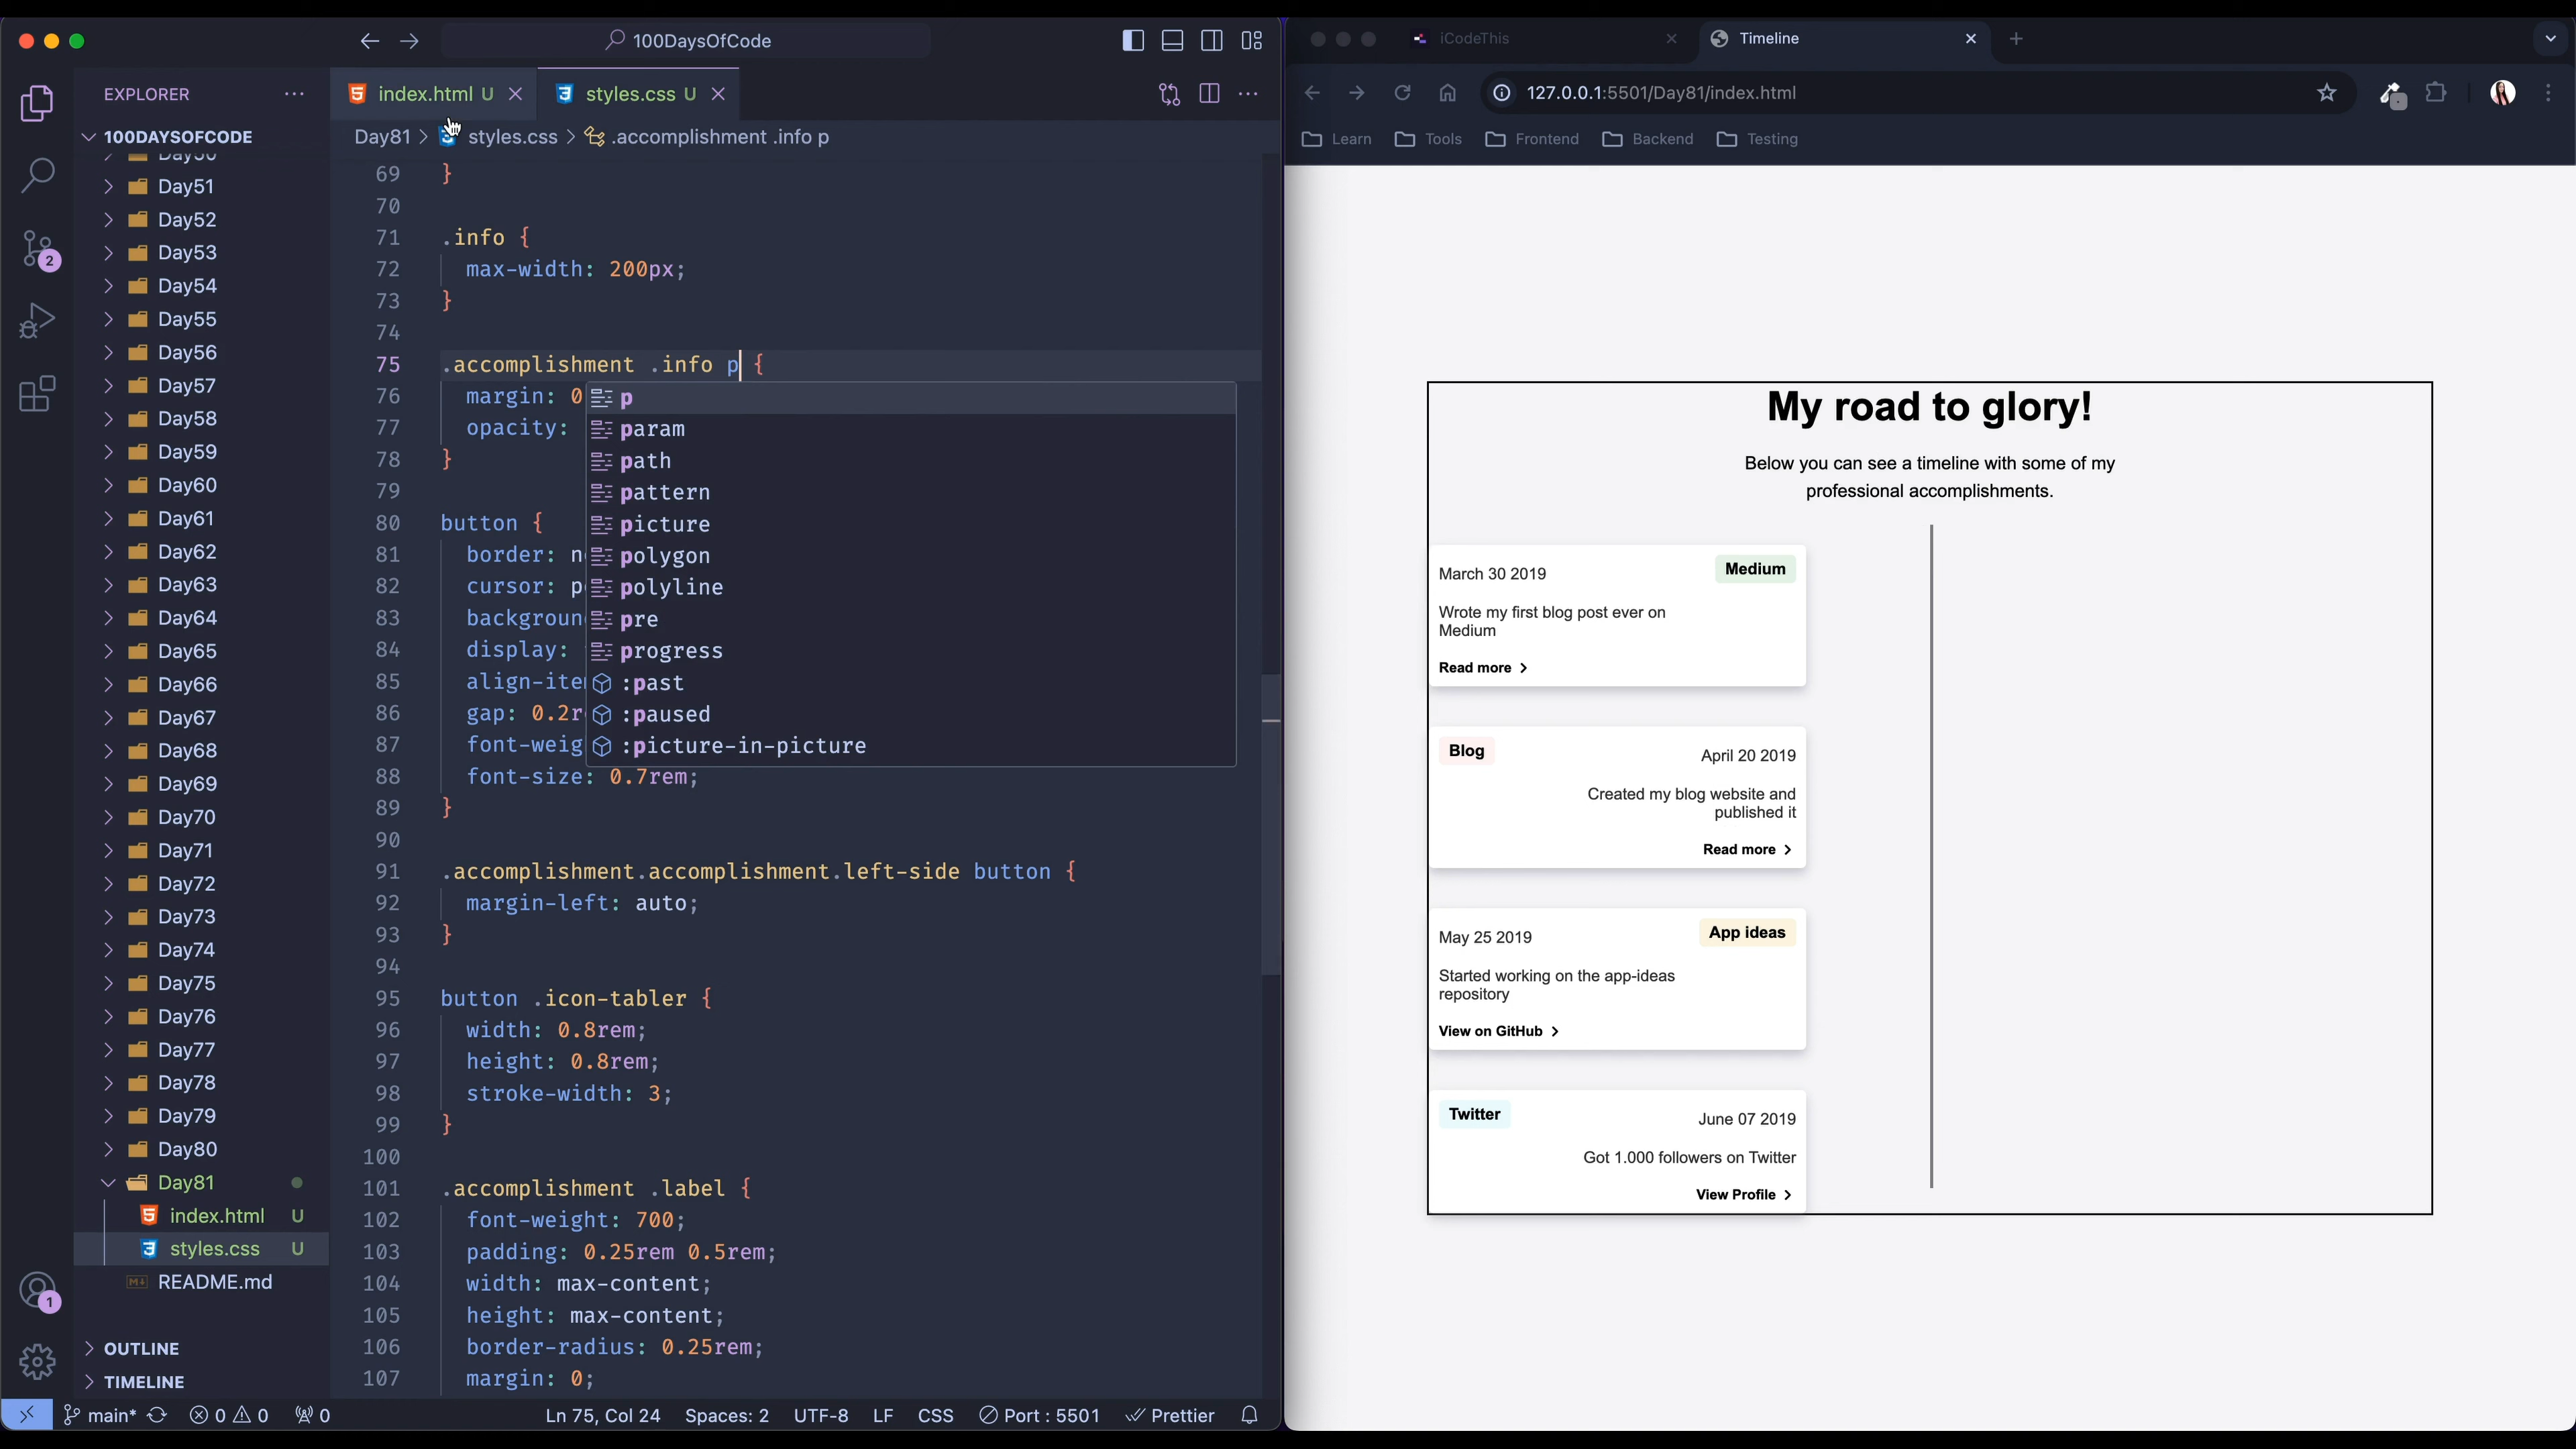 100DaysOfCode
EXPLORER
index.html U
styles.css U
100DAYSOFCODE
Day81 > styles.css > .accomplishment .info p
Day50
Day51
Day52
Day53
Day54
Day55
Day56
Day57
Day58
Day59
Day60
Day61
Day62
Day63
Day64
Day65
Day66
Day67
Day68
Day69
Day70
Day71
Day72
Day73
Day74
Day75
Day76
Day77
Day78
Day79
Day80
Day81
index.html U
styles.css U
README.md
OUTLINE
TIMELINE
2
1
69 }
70
71 .info {
72 max-width: 200px;
73 }
74
75 .accomplishment .info p {
76 margin: 0
77 opacity:
78 }
79
80 button {
81 border: n
82 cursor: p
83 backgroun
84 display:
85 align-ite
86 gap: 0.2r
87 font-weig
88 font-size: 0.7rem;
89 }
90
91 .accomplishment.accomplishment.left-side button {
92 margin-left: auto;
93 }
94
95 button .icon-tabler {
96 width: 0.8rem;
97 height: 0.8rem;
98 stroke-width: 3;
99 }
100
101 .accomplishment .label {
102 font-weight: 700;
103 padding: 0.25rem 0.5rem;
104 width: max-content;
105 height: max-content;
106 border-radius: 0.25rem;
107 margin: 0;
p
param
path
pattern
picture
polygon
polyline
pre
progress
:past
:paused
:picture-in-picture
main* 0 0 0 Ln 75, Col 24 Spaces: 2 UTF-8 LF CSS Port : 5501 Prettier
iCodeThis
Timeline
127.0.0.1:5501/Day81/index.html
Learn Tools Frontend Backend Testing
My road to glory!
Below you can see a timeline with some of my
professional accomplishments.
March 30 2019 Medium
Wrote my first blog post ever on
Medium
Read more >
Blog April 20 2019
Created my blog website and
published it
Read more >
May 25 2019 App ideas
Started working on the app-ideas
repository
View on GitHub >
Twitter June 07 2019
Got 1.000 followers on Twitter
View Profile >